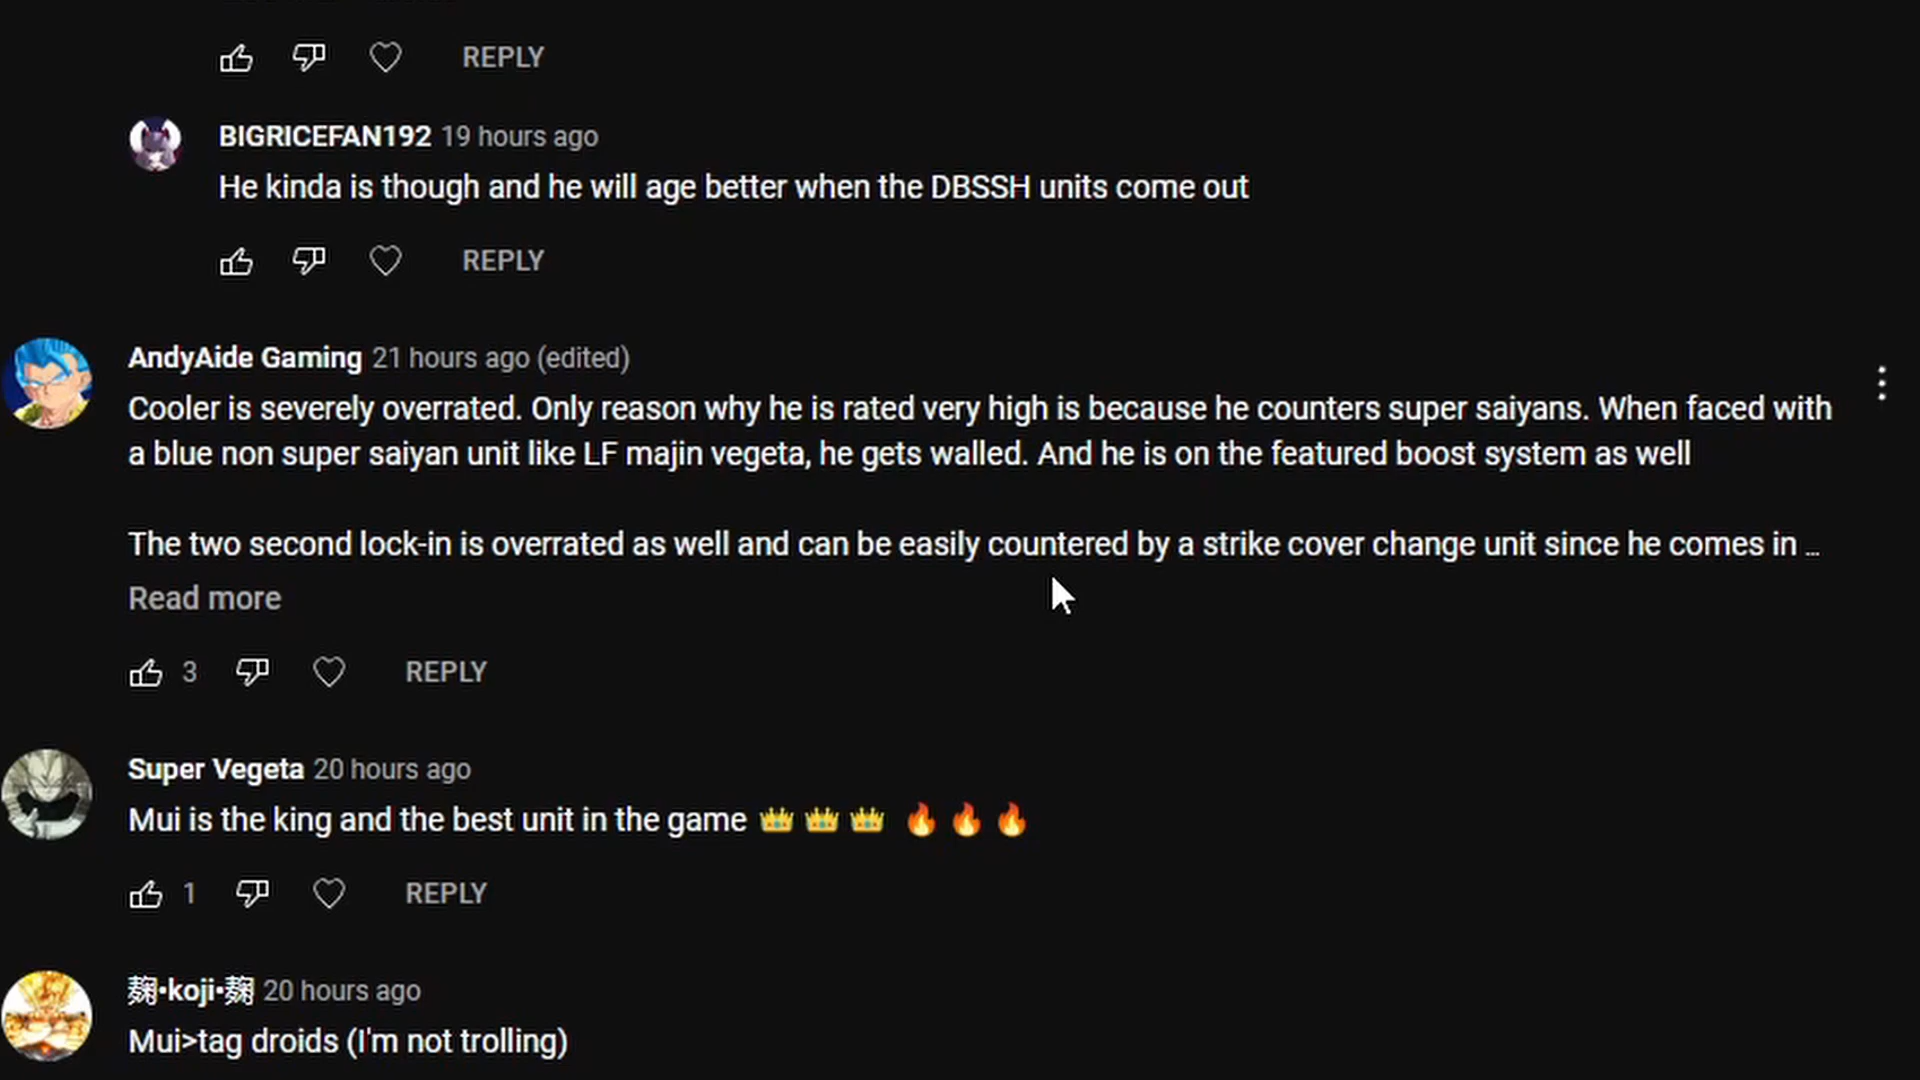 REPLY
BIGRICEFAN192 19 hours ago
He kinda is though and he will age better when the DBSSH units come out
REPLY
AndyAide Gaming 21 hours ago (edited)
Cooler is severely overrated. Only reason why he is rated very high is because he counters super saiyans. When faced with
a blue non super saiyan unit like LF majin vegeta, he gets walled. And he is on the featured boost system as well
The two second lock-in is overrated as well and can be easily countered by a strike cover change unit since he comes in ...
Read more
3 REPLY
Super Vegeta 20 hours ago
Mui is the king and the best unit in the game 👑👑👑 🔥🔥🔥
1 REPLY
麹•koji•麹 20 hours ago
Mui>tag droids (I'm not trolling)